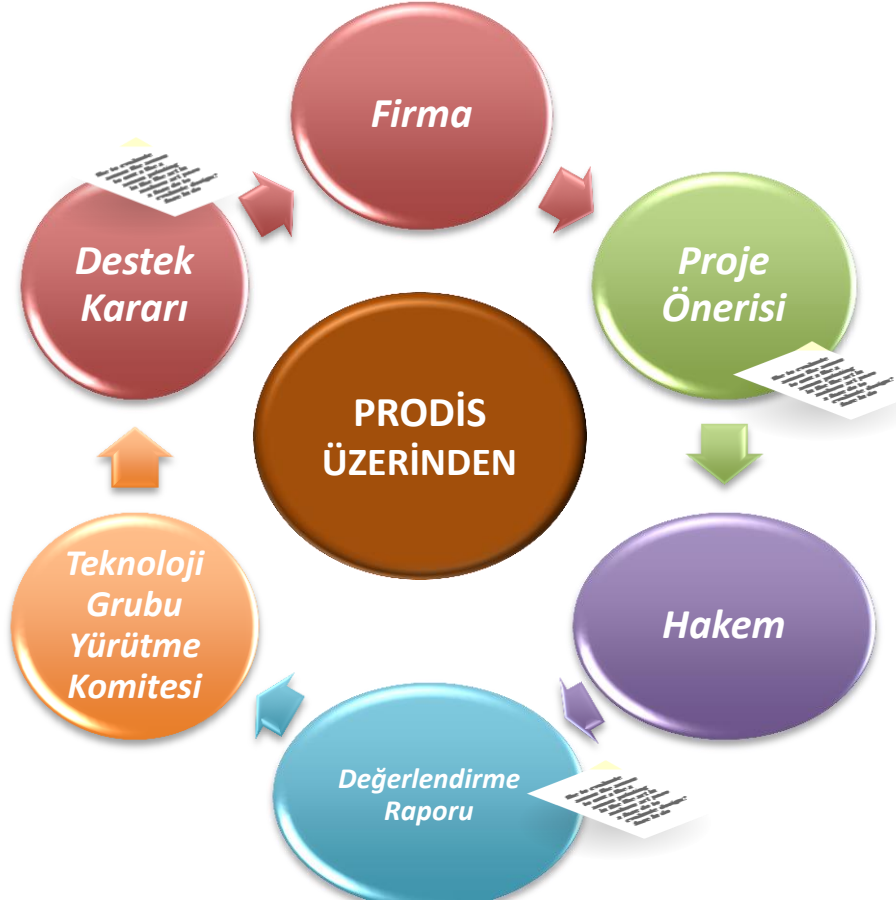 Firma
Proje
Önerisi
Hakem
Değerlendirme
Raporu
Teknoloji
Grubu
Yürütme
Komitesi
Destek
Kararı
PRODİS
ÜZERİNDEN